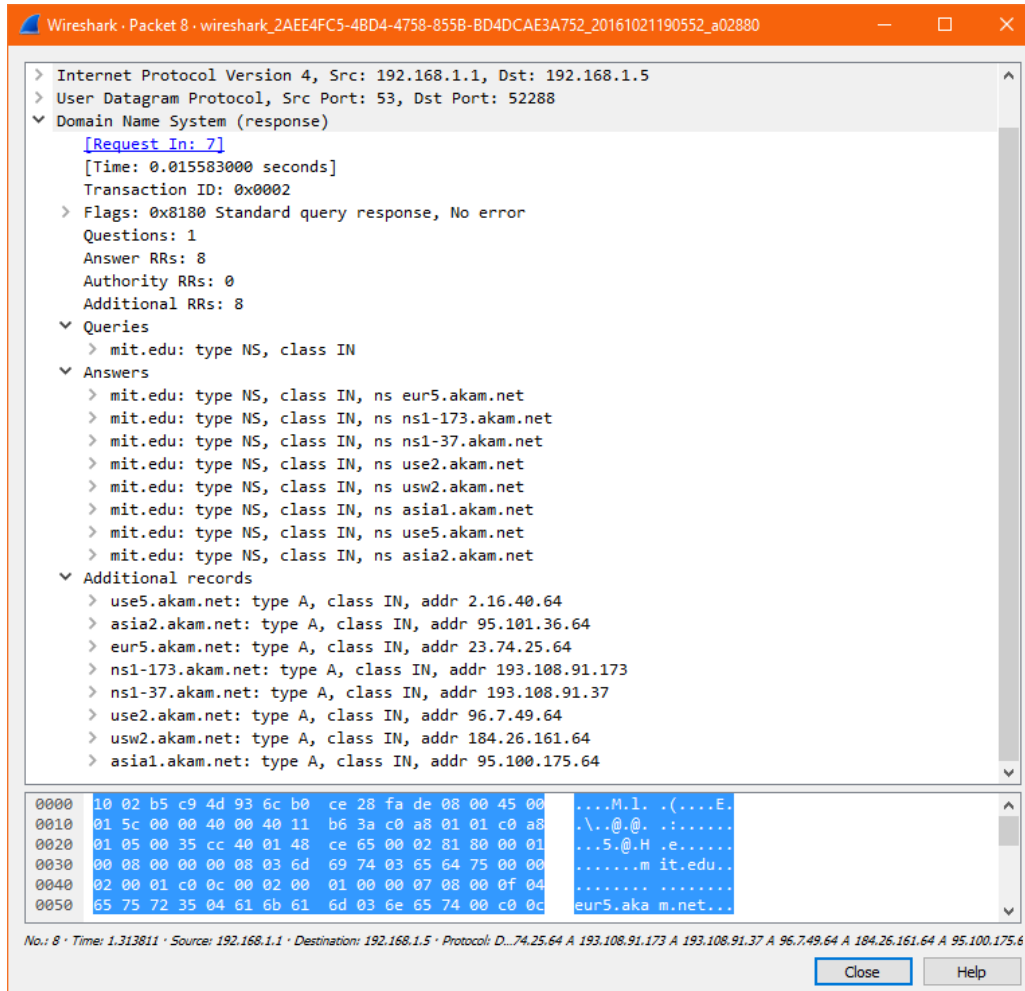 Wireshark · Packet 8 · wireshark_2AEE4FC5-4BD4-4758-855B-BD4DCAE3A752_20161021190552_a02880
> Internet Protocol Version 4, Src: 192.168.1.1, Dst: 192.168.1.5
> User Datagram Protocol, Src Port: 53, Dst Port: 52288
Domain Name System (response)
[Request In: 7]
[Time: 0.015583000 seconds]
Transaction ID: 0x0002
> Flags: 0x8180 Standard query response, No error
Questions: 1
Answer RRs: 8
Authority RRs: 0
Additional RRs: 8
Queries
> mit.edu: type NS, class IN
Answers
> mit.edu: type NS, class IN, ns eur5.akam.net
> mit.edu: type NS, class IN, ns ns1-173.akam.net
> mit.edu: type NS, class IN, ns ns1-37.akam.net
> mit.edu: type NS, class IN, ns use2.akam.net
> mit.edu: type NS, class IN, ns usw2.akam.net
> mit.edu: type NS, class IN, ns asia1.akam.net
> mit.edu: type NS, class IN, ns use5.akam.net
> mit.edu: type NS, class IN, ns asia2.akam.net
Additional records
> use5.akam.net: type A, class IN, addr 2.16.40.64
> asia2.akam.net: type A, class IN, addr 95.101.36.64
> eur5.akam.net: type A, class IN, addr 23.74.25.64
> ns1-173.akam.net: type A, class IN, addr 193.108.91.173
> ns1-37.akam.net: type A, class IN, addr 193.108.91.37
> use2.akam.net: type A, class IN, addr 96.7.49.64
> usw2.akam.net: type A, class IN, addr 184.26.161.64
> asia1.akam.net: type A, class IN, addr 95.100.175.64
0000 10 02 b5 c9 4d 93 6c b0 ce 28 fa de 08 00 45 00 ....M.l. .(....E.
0010 01 5c 00 00 40 00 40 11 b6 3a c0 a8 01 01 c0 a8 .\..@.@. .:......
0020 01 05 00 35 cc 40 01 48 ce 65 00 02 81 80 00 01 ...5.@.H .e......
0030 00 08 00 00 00 08 03 6d 69 74 03 65 64 75 00 00 .......m it.edu..
0040 02 00 01 c0 0c 00 02 00 01 00 00 07 08 00 0f 04 ........ ........
0050 65 75 72 35 04 61 6b 61 6d 03 6e 65 74 00 c0 0c eur5.aka m.net...
No.: 8 · Time: 1.313811 · Source: 192.168.1.1 · Destination: 192.168.1.5 · Protocol: D...74.25.64 A 193.108.91.173 A 193.108.91.37 A 96.7.49.64 A 184.26.161.64 A 95.100.175.6
Close Help